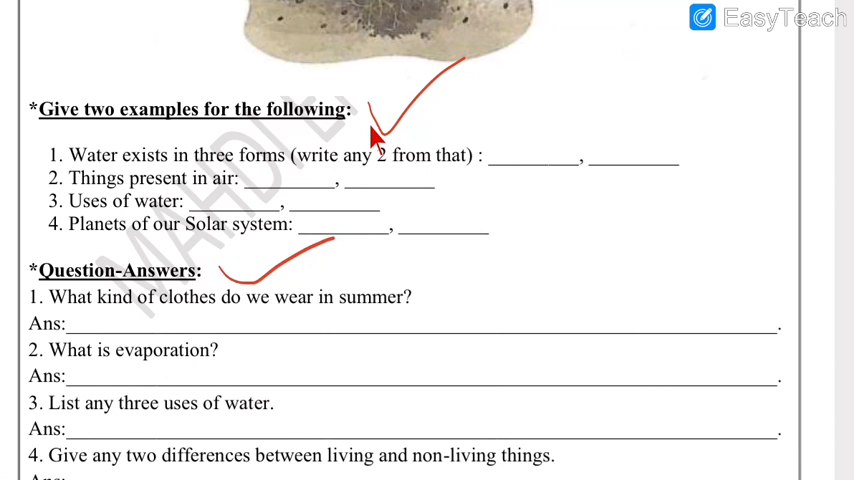 EasyTeach
*Give two examples for the following:
1. Water exists in three forms (write any 2 from that) : _________, _________
2. Things present in air: _________, _________
3. Uses of water: _________, _________
4. Planets of our Solar system: _________, _________
*Question-Answers:
1. What kind of clothes do we wear in summer?
Ans:_______________________________________________________________________.
2. What is evaporation?
Ans:_______________________________________________________________________.
3. List any three uses of water.
Ans:_______________________________________________________________________.
4. Give any two differences between living and non-living things.